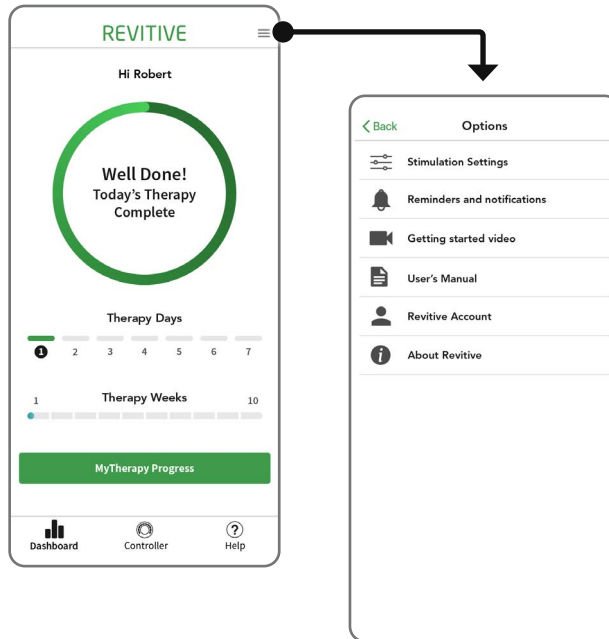 REVITIVE
Hi Robert
Well Done!
Today's Therapy
Complete
Therapy Days
1 2 3 4 5 6 7
Therapy Weeks
1 10
MyTherapy Progress
Dashboard Controller Help
Back Options
Stimulation Settings
Reminders and notifications
Getting started video
User's Manual
Revitive Account
About Revitive